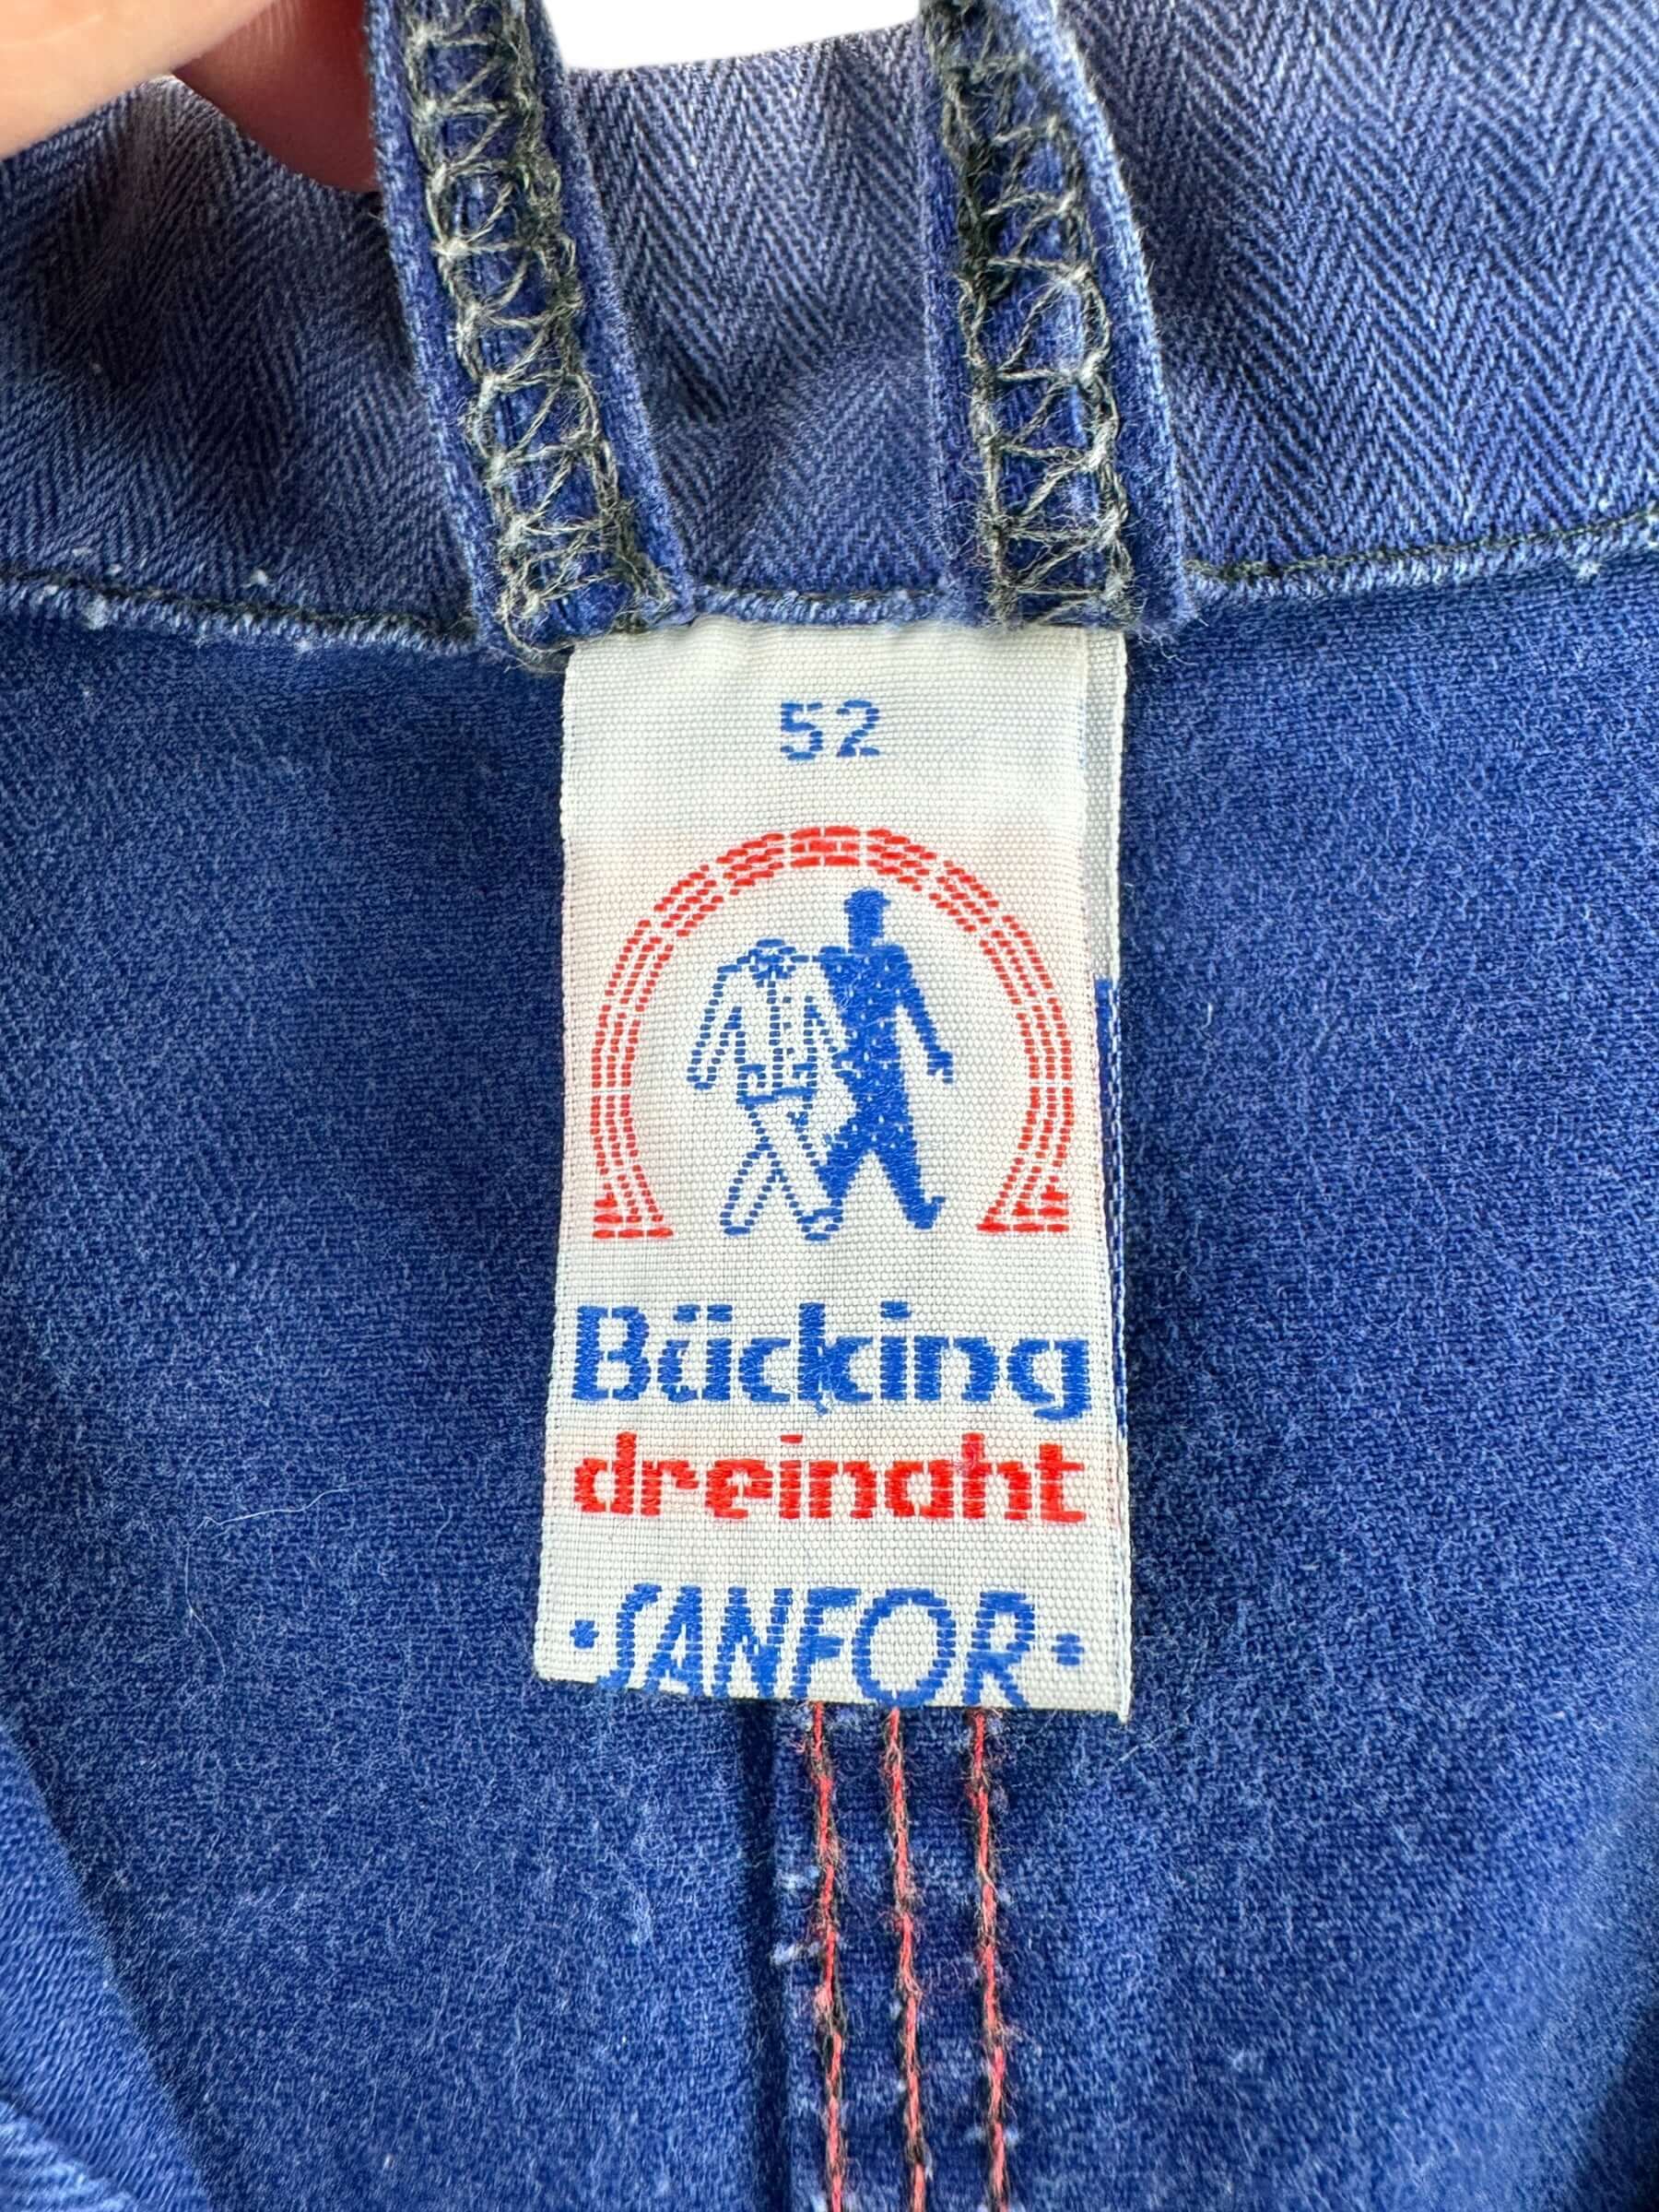 52
Bücking
dreinaht
·SANFOR·